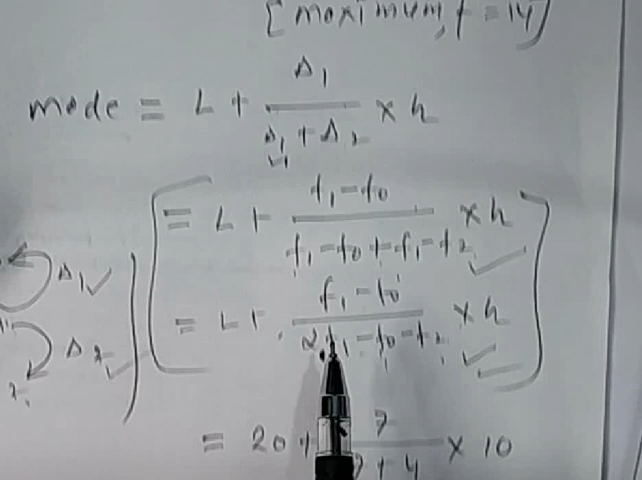 [maximum, f = 14]
mode = L + Δ1 / Δ1 + Δ2 × h
= L + f1 - f0 / f1 - f0 + f1 - f2 × h
Δ1 ✓
= L + f1 - f0 / 2f1 - f0 - f2 × h
Δ2
= 20 + 7 / + 4 × 10